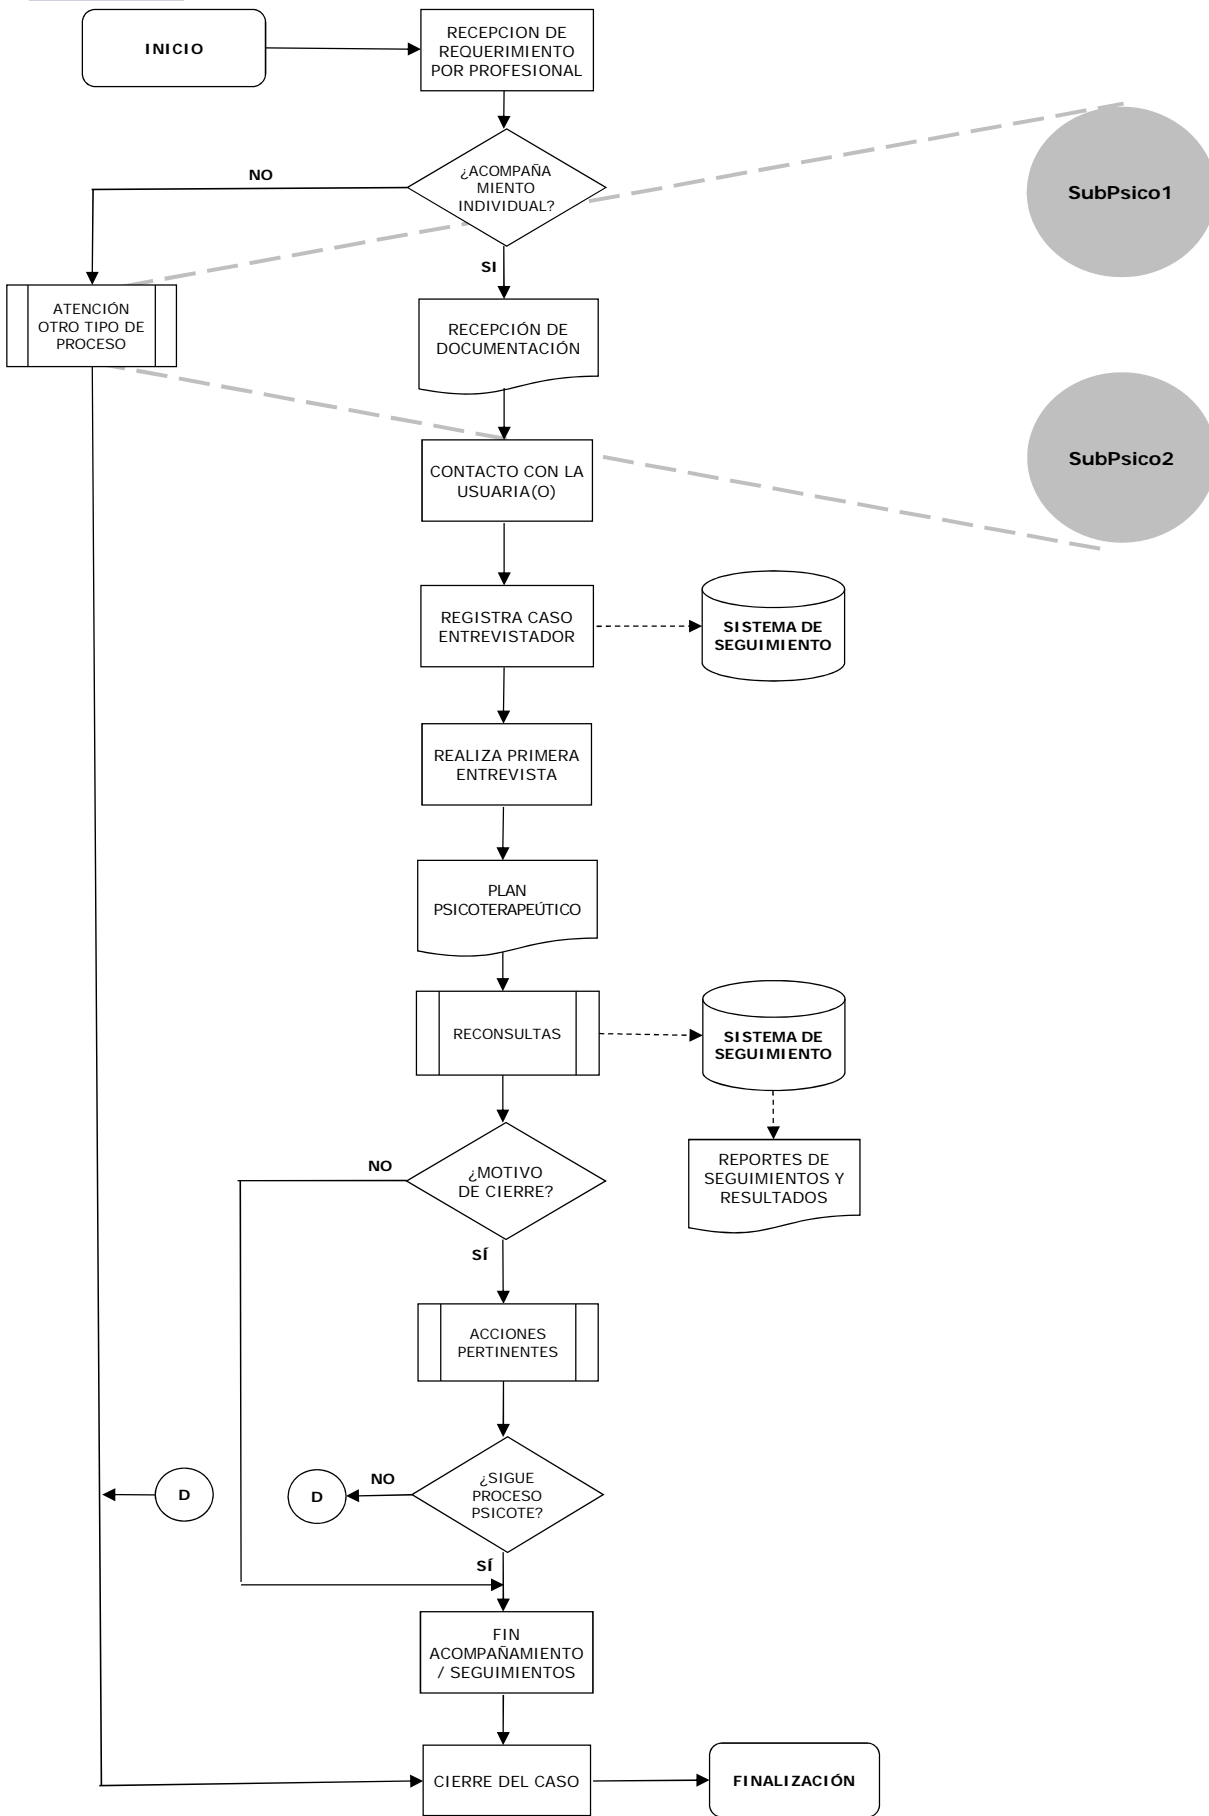 INICIO
RECEPCION DE
REQUERIMIENTO
POR PROFESIONAL
NO
¿ACOMPAÑA
MIENTO
INDIVIDUAL?
SubPsico1
SI
ATENCIÓN
OTRO TIPO DE
PROCESO
RECEPCIÓN DE
DOCUMENTACIÓN
CONTACTO CON LA
USUARIA(O)
SubPsico2
REGISTRA CASO
ENTREVISTADOR
SISTEMA DE
SEGUIMIENTO
REALIZA PRIMERA
ENTREVISTA
PLAN
PSICOTERAPEÚTICO
RECONSULTAS
SISTEMA DE
SEGUIMIENTO
NO
¿MOTIVO
DE CIERRE?
REPORTES DE
SEGUIMIENTOS Y
RESULTADOS
SÍ
ACCIONES
PERTINENTES
D
D
NO
¿SIGUE
PROCESO
PSICOTE?
SÍ
FIN
ACOMPAÑAMIENTO
/ SEGUIMIENTOS
CIERRE DEL CASO
FINALIZACIÓN